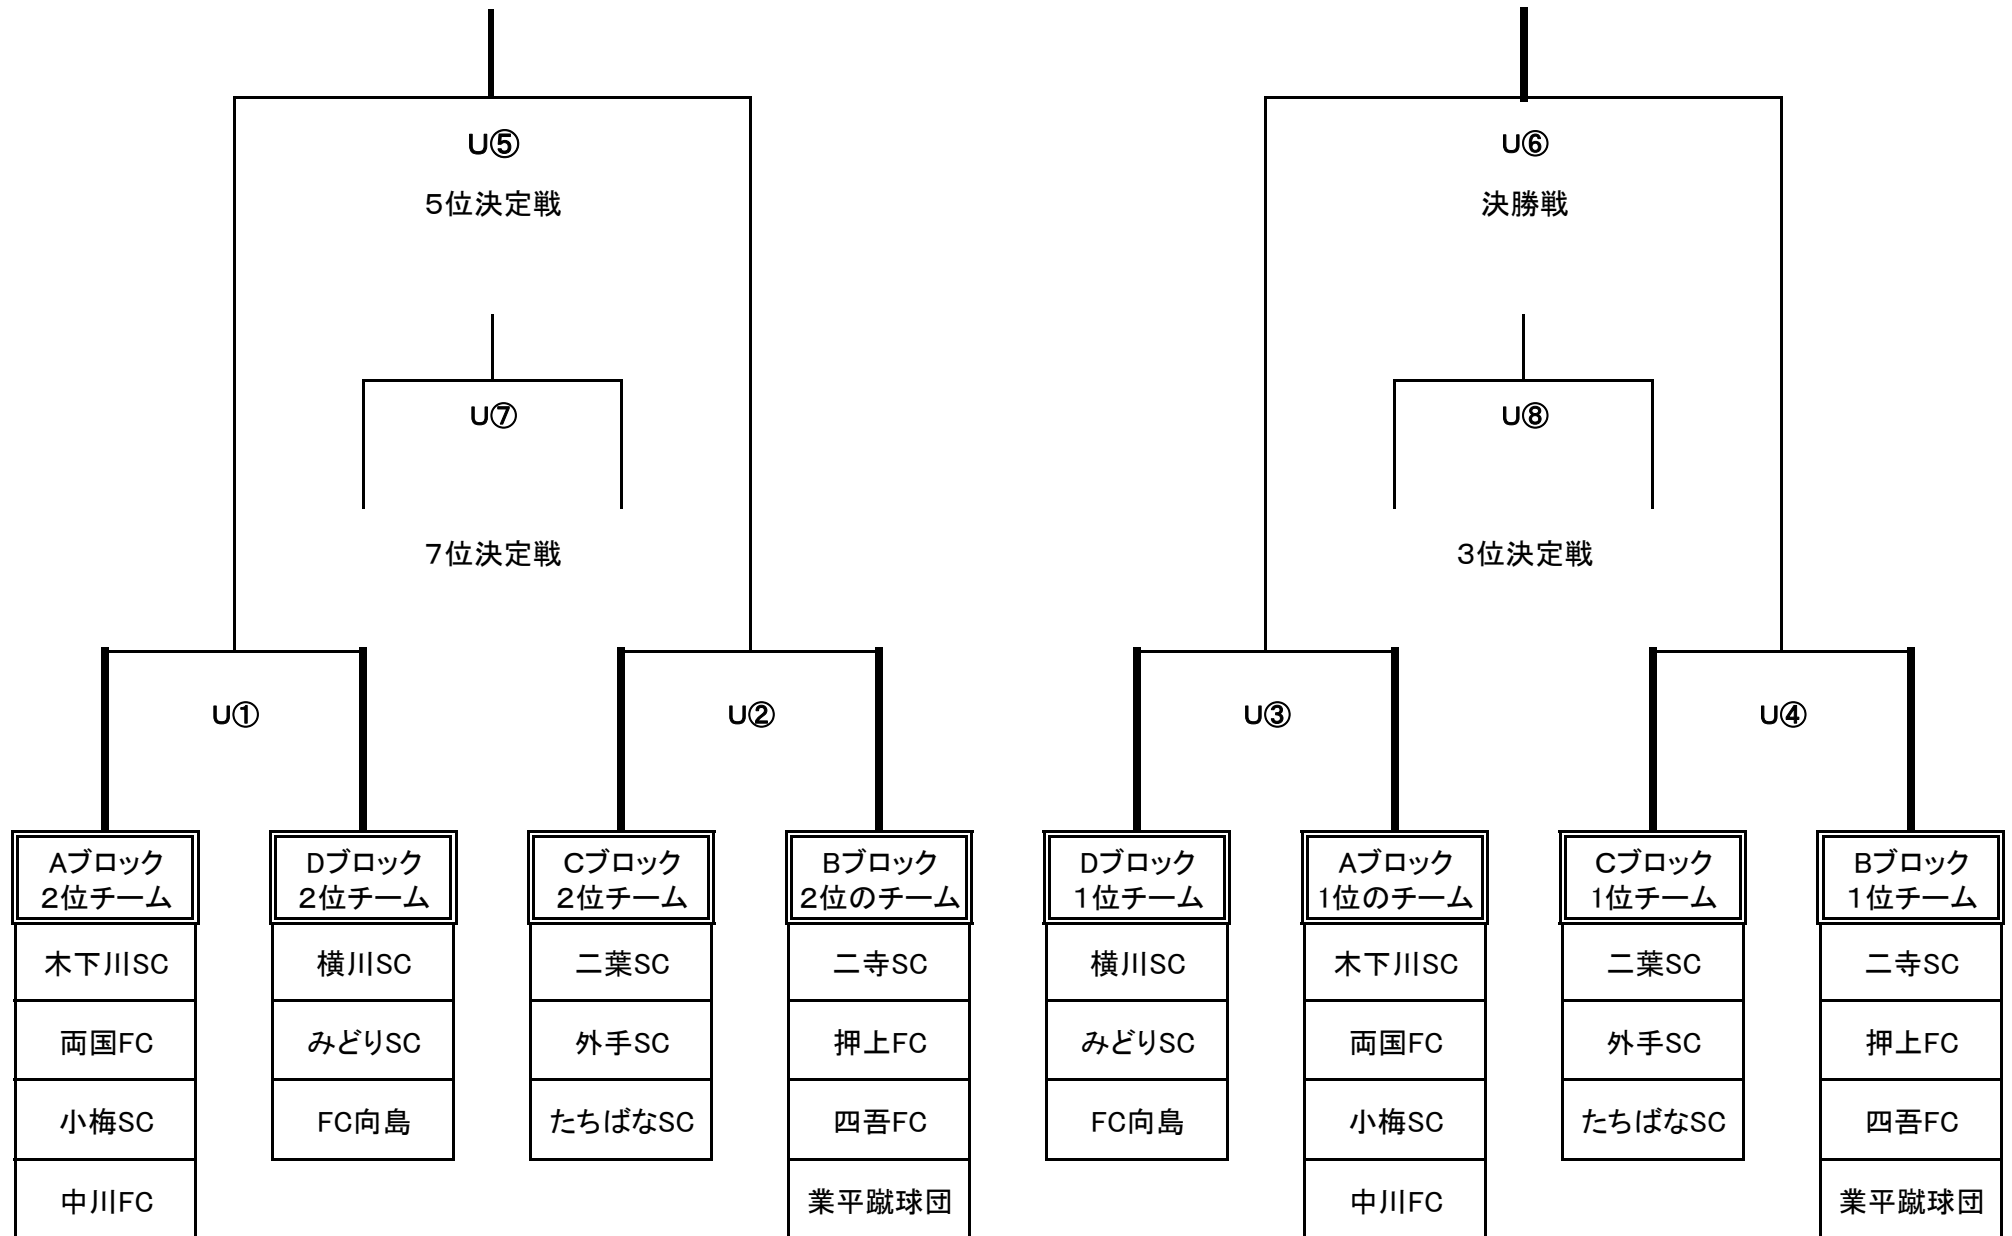 U⑤
U⑥
5位決定戦
決勝戦
U⑦
U⑧
7位決定戦
3位決定戦
U①
U②
U③
U④
Aブロック
2位チーム
Dブロック
2位チーム
Cブロック
2位チーム
Bブロック
2位のチーム
Dブロック
1位チーム
Aブロック
1位のチーム
Cブロック
1位チーム
Bブロック
1位チーム
木下川SC
横川SC
二葉SC
二寺SC
横川SC
木下川SC
二葉SC
二寺SC
両国FC
みどりSC
外手SC
押上FC
みどりSC
両国FC
外手SC
押上FC
小梅SC
FC向島
たちばなSC
四吾FC
FC向島
小梅SC
たちばなSC
四吾FC
中川FC
業平蹴球団
中川FC
業平蹴球団